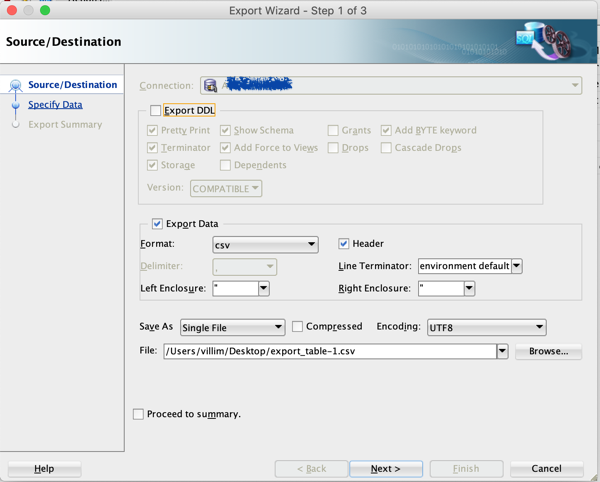 Export Wizard - Step 1 of 3
Source/Destination
Source/Destination
Specify Data
Export Summary
Connection:
Export DDL
Pretty Print Show Schema Grants Add BYTE keyword
Terminator Add Force to Views Drops Cascade Drops
Storage Dependents
Version: COMPATIBLE
Export Data
Format: csv Header
Delimiter: , Line Terminator: environment default
Left Enclosure: " Right Enclosure: "
Save As Single File Compressed Encoding: UTF8
File: /Users/villim/Desktop/export_table-1.csv Browse...
Proceed to summary.
Help < Back Next > Finish Cancel